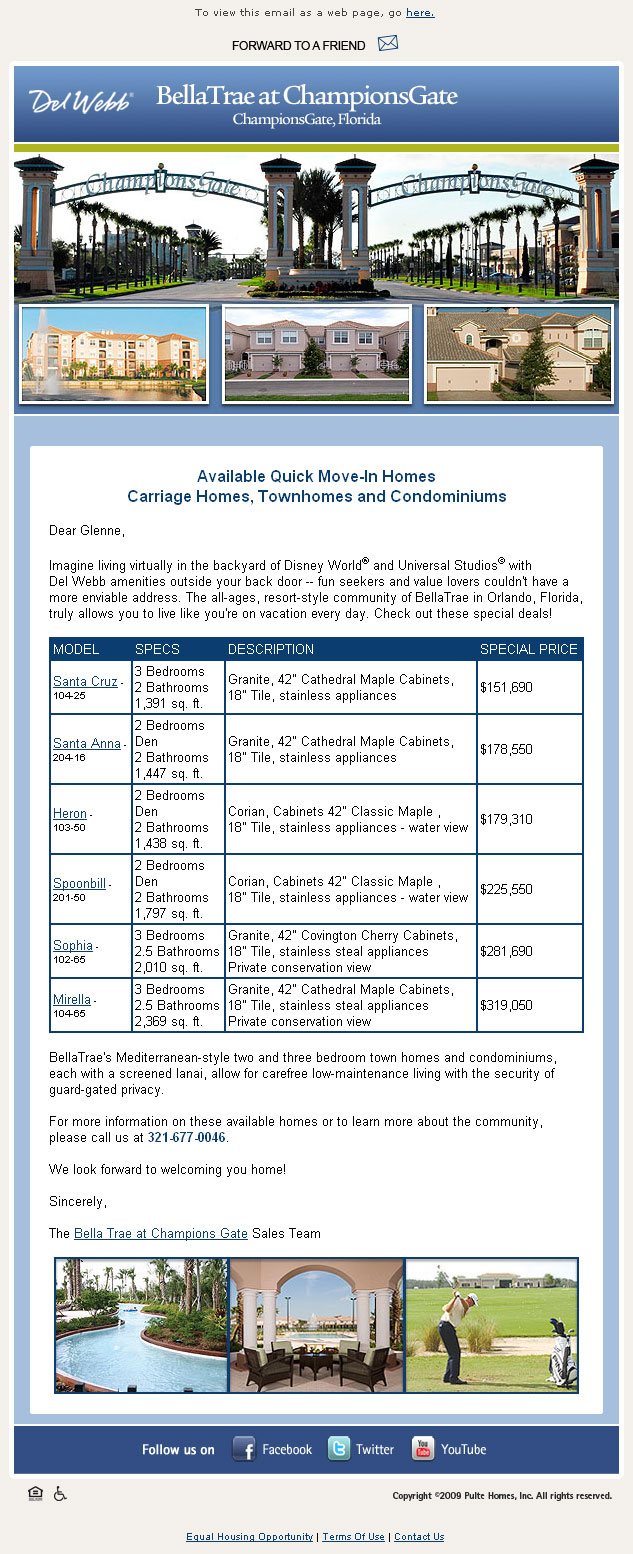 To view this email as a web page, go here.
FORWARD TO A FRIEND
Del Webb® BellaTrae at ChampionsGate
ChampionsGate, Florida
ChampionsGate ChampionsGate
Available Quick Move-In Homes
Carriage Homes, Townhomes and Condominiums
Dear Glenne,
Imagine living virtually in the backyard of Disney World® and Universal Studios® with
Del Webb amenities outside your back door -- fun seekers and value lovers couldn't have a
more enviable address. The all-ages, resort-style community of BellaTrae in Orlando, Florida,
truly allows you to live like you're on vacation every day. Check out these special deals!
MODEL SPECS DESCRIPTION SPECIAL PRICE
Santa Cruz -
104-25
3 Bedrooms
2 Bathrooms
1,391 sq. ft.
Granite, 42" Cathedral Maple Cabinets,
18" Tile, stainless appliances
$151,690
Santa Anna -
204-16
2 Bedrooms
Den
2 Bathrooms
1,447 sq. ft.
Granite, 42" Cathedral Maple Cabinets,
18" Tile, stainless appliances
$178,550
Heron -
103-50
2 Bedrooms
Den
2 Bathrooms
1,438 sq. ft.
Corian, Cabinets 42" Classic Maple ,
18" Tile, stainless appliances - water view
$179,310
Spoonbill -
201-50
2 Bedrooms
Den
2 Bathrooms
1,797 sq. ft.
Corian, Cabinets 42" Classic Maple ,
18" Tile, stainless appliances - water view
$225,550
Sophia -
102-65
3 Bedrooms
2.5 Bathrooms
2,010 sq. ft.
Granite, 42" Covington Cherry Cabinets,
18" Tile, stainless steal appliances
Private conservation view
$281,690
Mirella -
104-65
3 Bedrooms
2.5 Bathrooms
2,369 sq. ft.
Granite, 42" Cathedral Maple Cabinets,
18" Tile, stainless steal appliances
Private conservation view
$319,050
BellaTrae's Mediterranean-style two and three bedroom town homes and condominiums,
each with a screened lanai, allow for carefree low-maintenance living with the security of
guard-gated privacy.
For more information on these available homes or to learn more about the community,
please call us at 321-677-0046.
We look forward to welcoming you home!
Sincerely,
The Bella Trae at Champions Gate Sales Team
Follow us on f Facebook t Twitter You Tube YouTube
Copyright ©2009 Pulte Homes, Inc. All rights reserved.
Equal Housing Opportunity | Terms Of Use | Contact Us